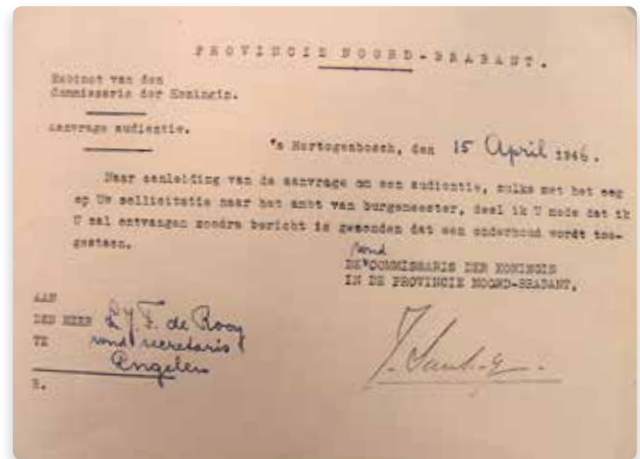 PROVINCIE NOORD-BRABANT.
Kabinet van den
Commissaris der Koningin.
Aanvrage audientie.
's Hertogenbosch, den 15 April 1946.
Naar aanleiding van de aanvrage om een audientie, zulks met het oog
op Uw sollicitatie naar het ambt van burgemeester, deel ik U mede dat ik
U zal ontvangen zoodra bericht is gezonden dat een onderhoud wordt toe-
gestaan.
wnd
DE COMMISSARIS DER KONINGIN
IN DE PROVINCIE NOORD-BRABANT,
AAN
DEN HEER L.J.F. de Rooy
TE wnd secretaris
Engelen
R.